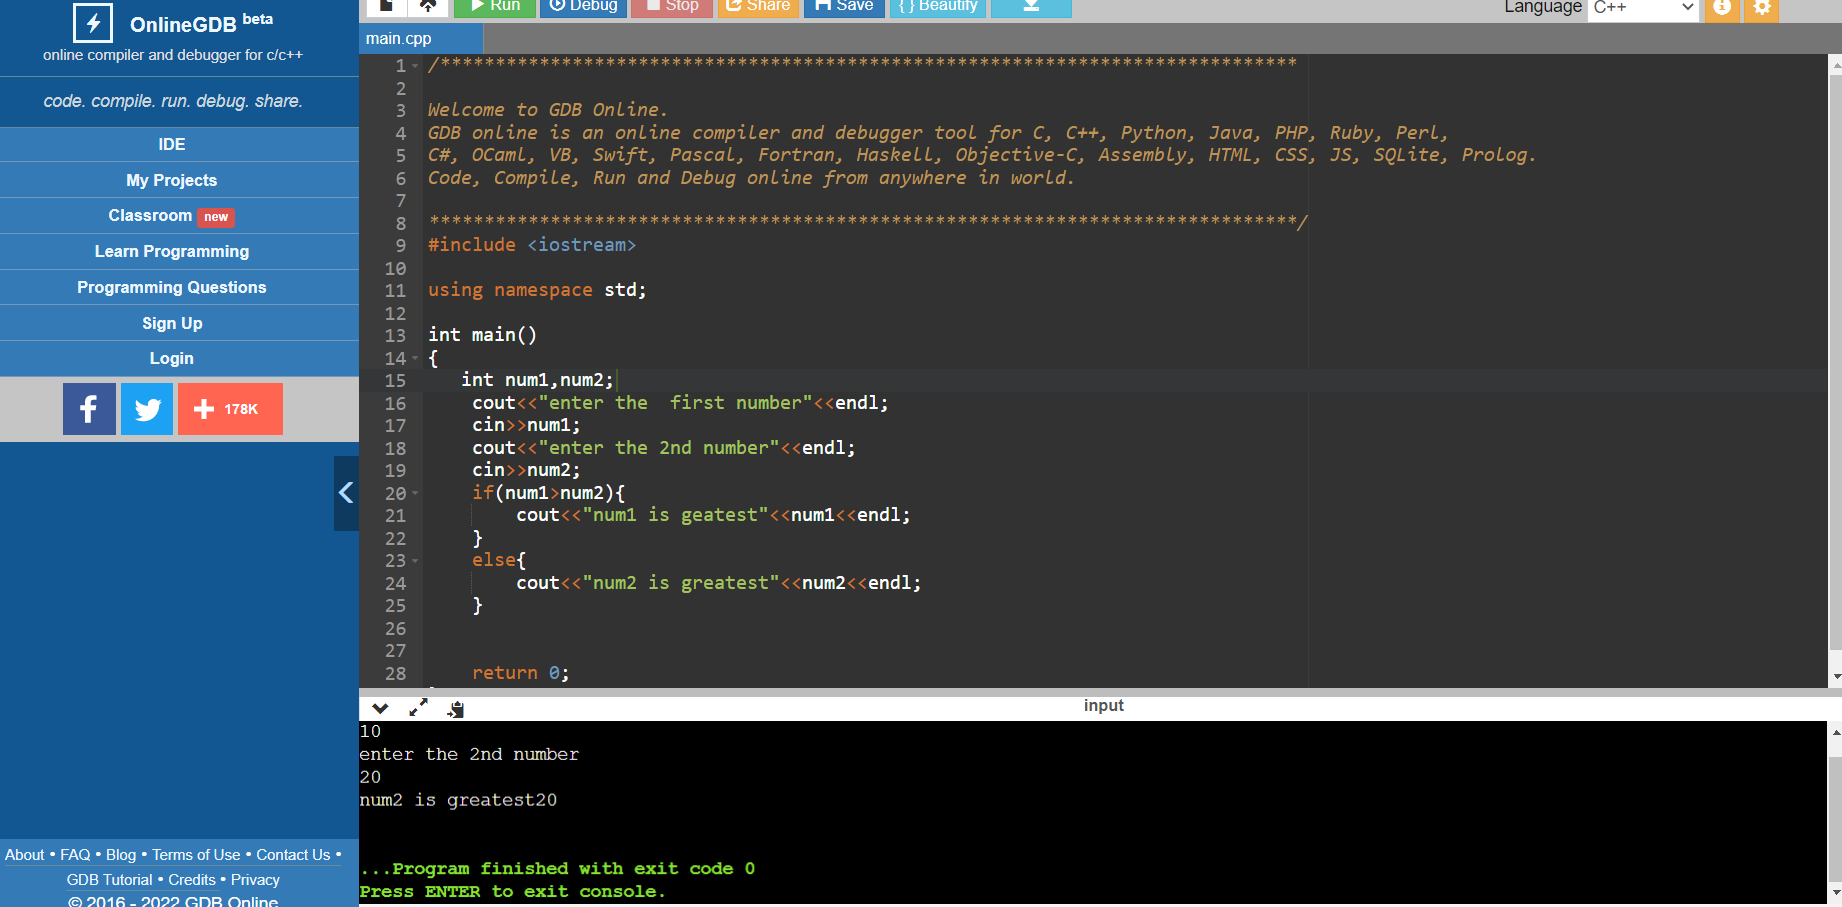 OnlineGDB beta
online compiler and debugger for c/c++
code. compile. run. debug. share.
IDE
My Projects
Classroom new
Learn Programming
Programming Questions
Sign Up
Login
178K
About • FAQ • Blog • Terms of Use • Contact Us •
GDB Tutorial • Credits • Privacy
© 2016 - 2022 GDB Online
Run Debug Stop Share Save { } Beautify
Language C++
main.cpp
1 /******************************************************************************
2
3 Welcome to GDB Online.
4 GDB online is an online compiler and debugger tool for C, C++, Python, Java, PHP, Ruby, Perl,
5 C#, OCaml, VB, Swift, Pascal, Fortran, Haskell, Objective-C, Assembly, HTML, CSS, JS, SQLite, Prolog.
6 Code, Compile, Run and Debug online from anywhere in world.
7
8 *******************************************************************************/
9 #include <iostream>
10
11 using namespace std;
12
13 int main()
14 {
15 int num1,num2;
16 cout<<"enter the  first number"<<endl;
17 cin>>num1;
18 cout<<"enter the 2nd number"<<endl;
19 cin>>num2;
20 if(num1>num2){
21 cout<<"num1 is geatest"<<num1<<endl;
22 }
23 else{
24 cout<<"num2 is greatest"<<num2<<endl;
25 }
26
27
28 return 0;
input
10
enter the 2nd number
20
num2 is greatest20
...Program finished with exit code 0
Press ENTER to exit console.